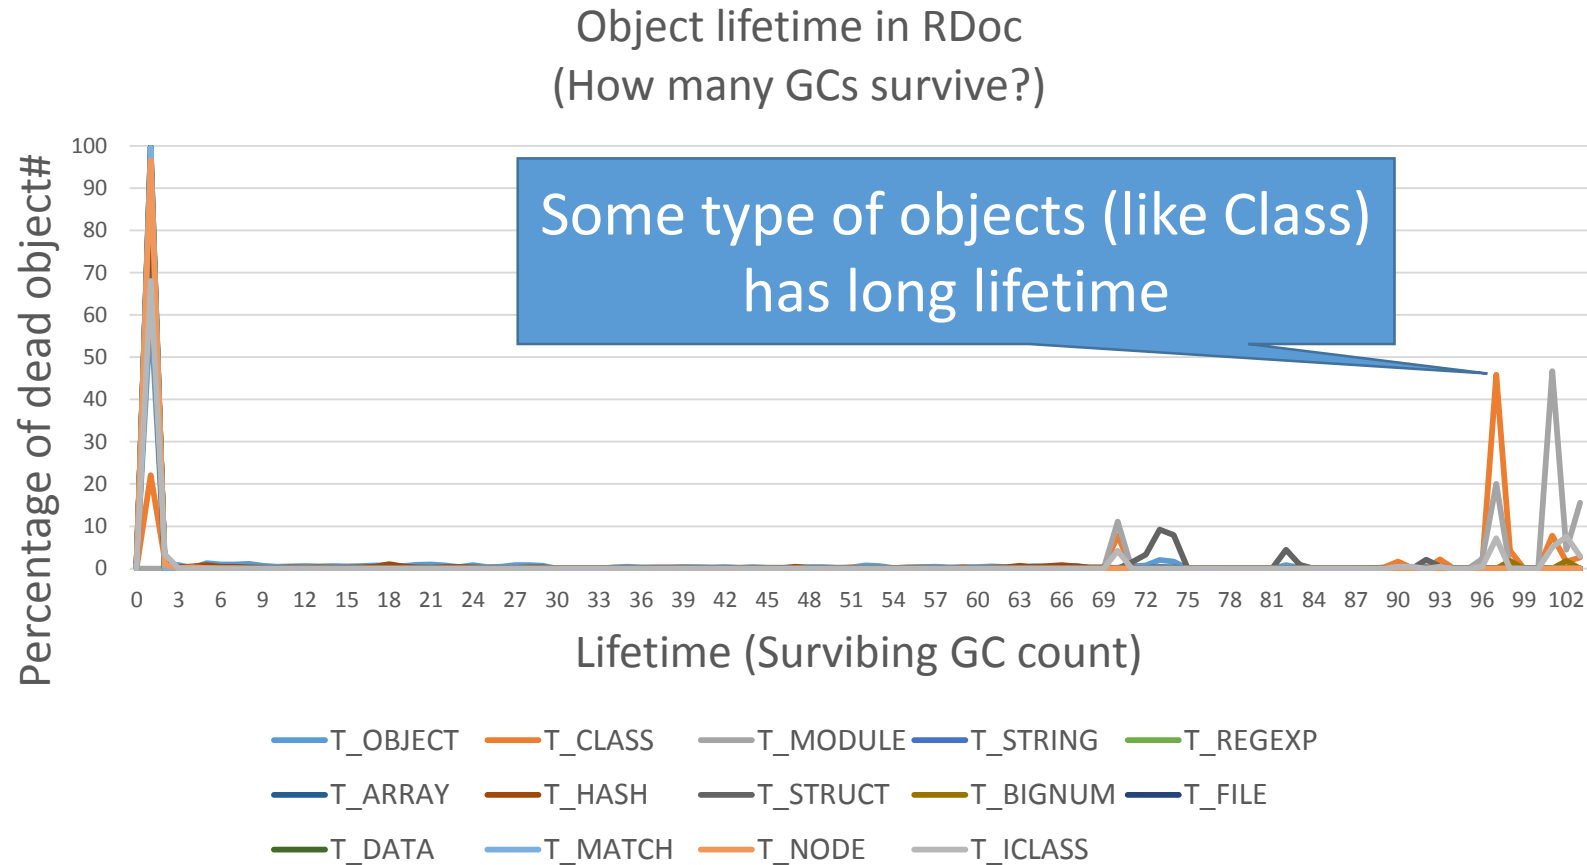 Object lifetime in RDoc
(How many GCs survive?)
Percentage of dead object#
100
90
80
70
60
50
40
30
20
10
0
Some type of objects (like Class)
has long lifetime
0 3 6 9 12 15 18 21 24 27 30 33 36 39 42 45 48 51 54 57 60 63 66 69 72 75 78 81 84 87 90 93 96 99 102
Lifetime (Survibing GC count)
T_OBJECT T_CLASS T_MODULE T_STRING T_REGEXP
T_ARRAY T_HASH T_STRUCT T_BIGNUM T_FILE
T_DATA T_MATCH T_NODE T_ICLASS